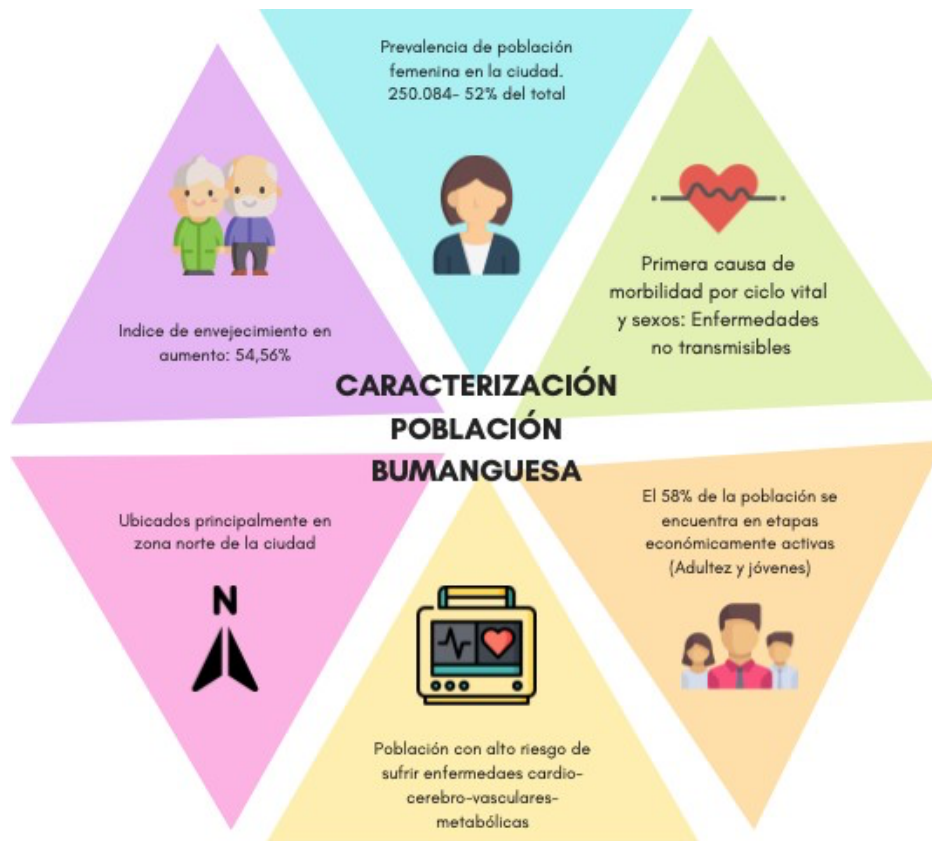 Prevalencia de población
femenina en la ciudad.
250.084- 52% del total
Indice de envejecimiento en
aumento: 54,56%
Primera causa de
morbilidad por ciclo vital
y sexos: Enfermedades
no transmisibles
CARACTERIZACIÓN
POBLACIÓN
BUMANGUESA
Ubicados principalmente en
zona norte de la ciudad
N
El 58% de la población se
encuentra en etapas
económicamente activas
(Adultez y jóvenes)
Población con alto riesgo de
sufrir enfermedaes cardio-
cerebro-vasculares-
metabólicas